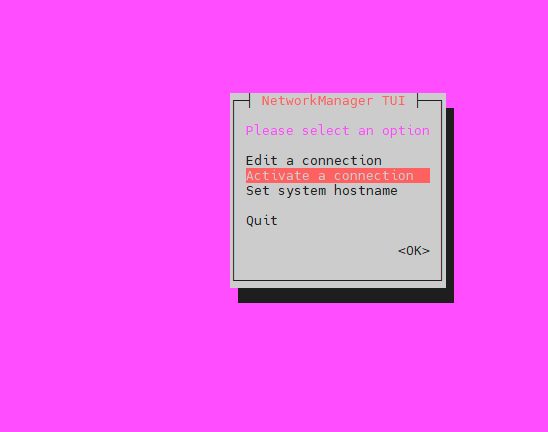 NetworkManager TUI
Please select an option
Edit a connection
Activate a connection
Set system hostname
Quit
<OK>